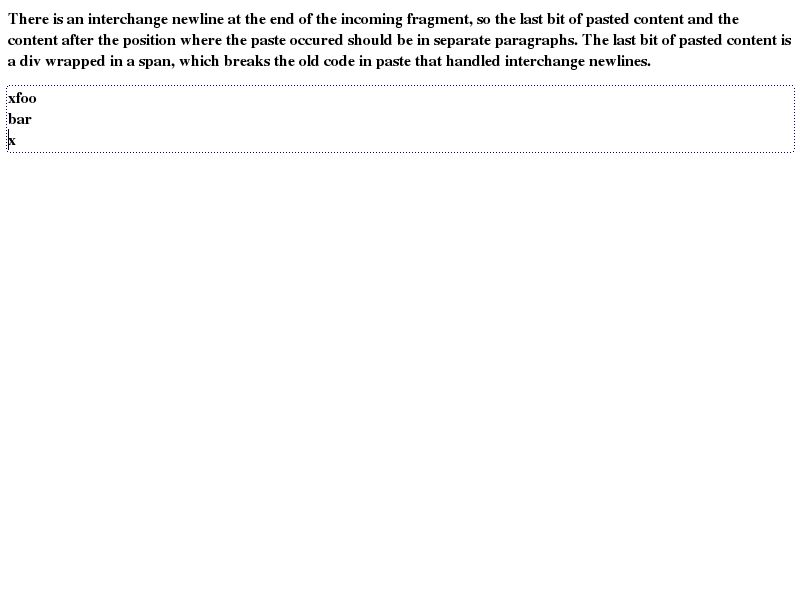 There is an interchange newline at the end of the incoming fragment, so the last bit of pasted content and the
content after the position where the paste occured should be in separate paragraphs. The last bit of pasted content is
a div wrapped in a span, which breaks the old code in paste that handled interchange newlines.
xfoo
bar
x